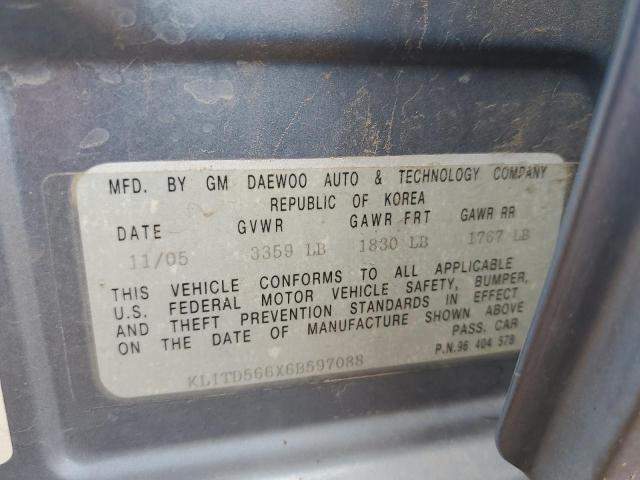 MFD. BY GM DAEWOO AUTO & TECHNOLOGY COMPANY
REPUBLIC OF KOREA
DATE GVWR GAWR FRT GAWR RR
11/05 3359 LB 1830 LB 1767 LB
THIS VEHICLE CONFORMS TO ALL APPLICABLE
U.S. FEDERAL MOTOR VEHICLE SAFETY, BUMPER,
AND THEFT PREVENTION STANDARDS IN EFFECT
ON THE DATE OF MANUFACTURE SHOWN ABOVE
PASS. CAR
P.N.96 404 578
KL1TD566X6B597088